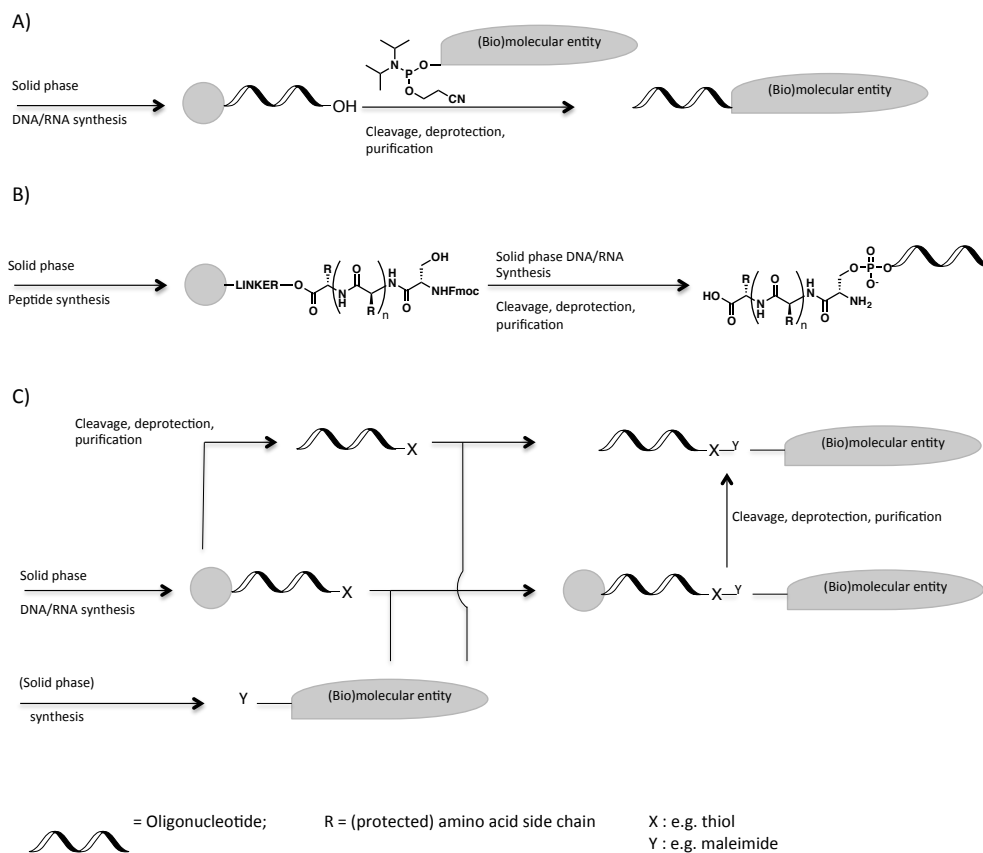 A)
(Bio)molecular entity
N
P
O
O
CN
Solid phase
DNA/RNA synthesis
OH
Cleavage, deprotection,
purification
(Bio)molecular entity
B)
Solid phase
Peptide synthesis
LINKER
O
O
R
N
H
O
R
n
H
N
O
OH
NHFmoc
Solid phase DNA/RNA
Synthesis
Cleavage, deprotection,
purification
HO
O
R
N
H
O
R
n
H
N
O
NH2
O
P
O
O-
O
C)
Cleavage, deprotection,
purification
X
X
Y
(Bio)molecular entity
Cleavage, deprotection, purification
Solid phase
DNA/RNA synthesis
X
X
Y
(Bio)molecular entity
(Solid phase)
synthesis
Y
(Bio)molecular entity
= Oligonucleotide;
R = (protected) amino acid side chain
X : e.g. thiol
Y : e.g. maleimide